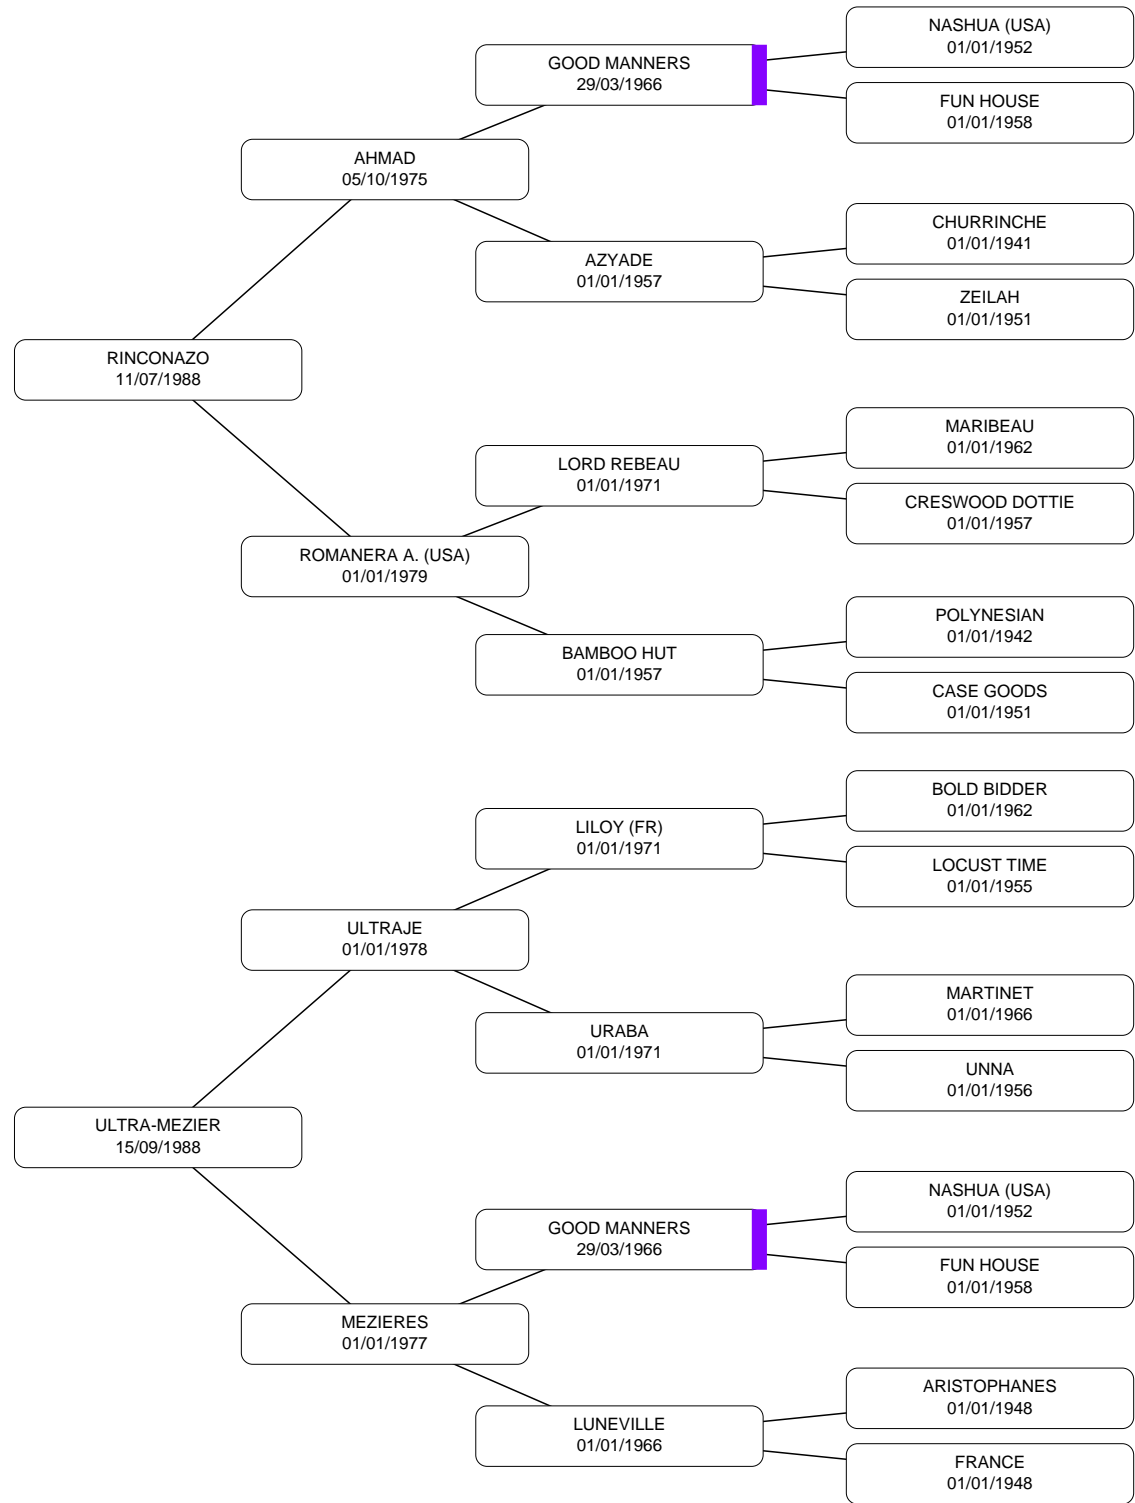 NASHUA (USA)
01/01/1952
GOOD MANNERS
29/03/1966
FUN HOUSE
01/01/1958
AHMAD
05/10/1975
CHURRINCHE
01/01/1941
AZYADE
01/01/1957
ZEILAH
01/01/1951
RINCONAZO
11/07/1988
MARIBEAU
01/01/1962
LORD REBEAU
01/01/1971
CRESWOOD DOTTIE
01/01/1957
ROMANERA A. (USA)
01/01/1979
POLYNESIAN
01/01/1942
BAMBOO HUT
01/01/1957
CASE GOODS
01/01/1951
BOLD BIDDER
01/01/1962
LILOY (FR)
01/01/1971
LOCUST TIME
01/01/1955
ULTRAJE
01/01/1978
MARTINET
01/01/1966
URABA
01/01/1971
UNNA
01/01/1956
ULTRA-MEZIER
15/09/1988
NASHUA (USA)
01/01/1952
GOOD MANNERS
29/03/1966
FUN HOUSE
01/01/1958
MEZIERES
01/01/1977
ARISTOPHANES
01/01/1948
LUNEVILLE
01/01/1966
FRANCE
01/01/1948